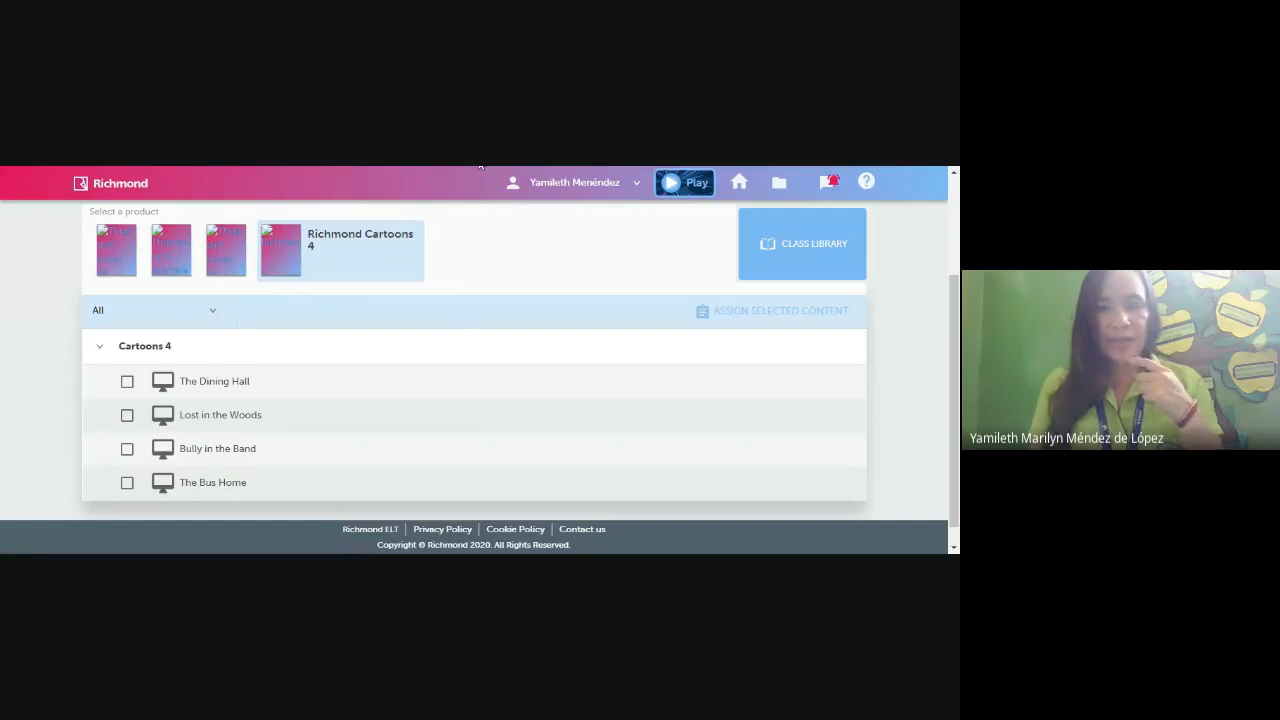 Richmond
Yamileth Menéndez
Play
Select a product
Richmond Cartoons
4
CLASS LIBRARY
All
ASSIGN SELECTED CONTENT
Cartoons 4
The Dining Hall
Lost in the Woods
Bully in the Band
The Bus Home
Richmond ELT
Privacy Policy
Cookie Policy
Contact us
Copyright © Richmond 2020. All Rights Reserved.
Yamileth Marilyn Méndez de López